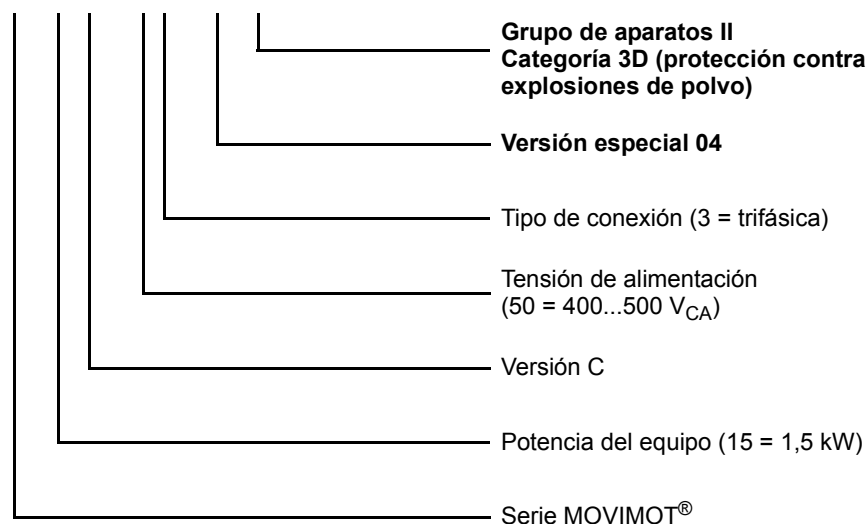 Grupo de aparatos II
Categoría 3D (protección contra
explosiones de polvo)
Versión especial 04
Tipo de conexión (3 = trifásica)
Tensión de alimentación
(50 = 400...500 V_CA)
Versión C
Potencia del equipo (15 = 1,5 kW)
Serie MOVIMOT®